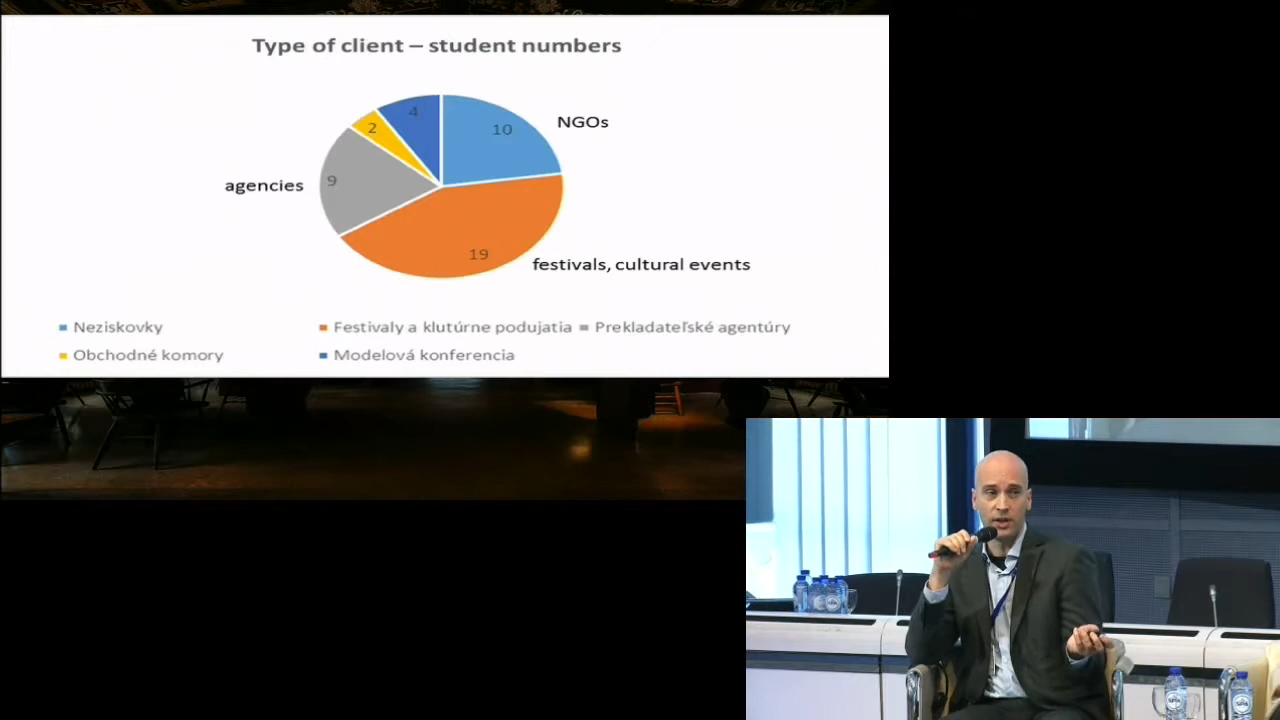 Type of client – student numbers
4
10
NGOs
2
9
agencies
19
festivals, cultural events
Neziskovky
Festivaly a klutúrne podujatia
Prekladateľské agentúry
Obchodné komory
Modelová konferencia